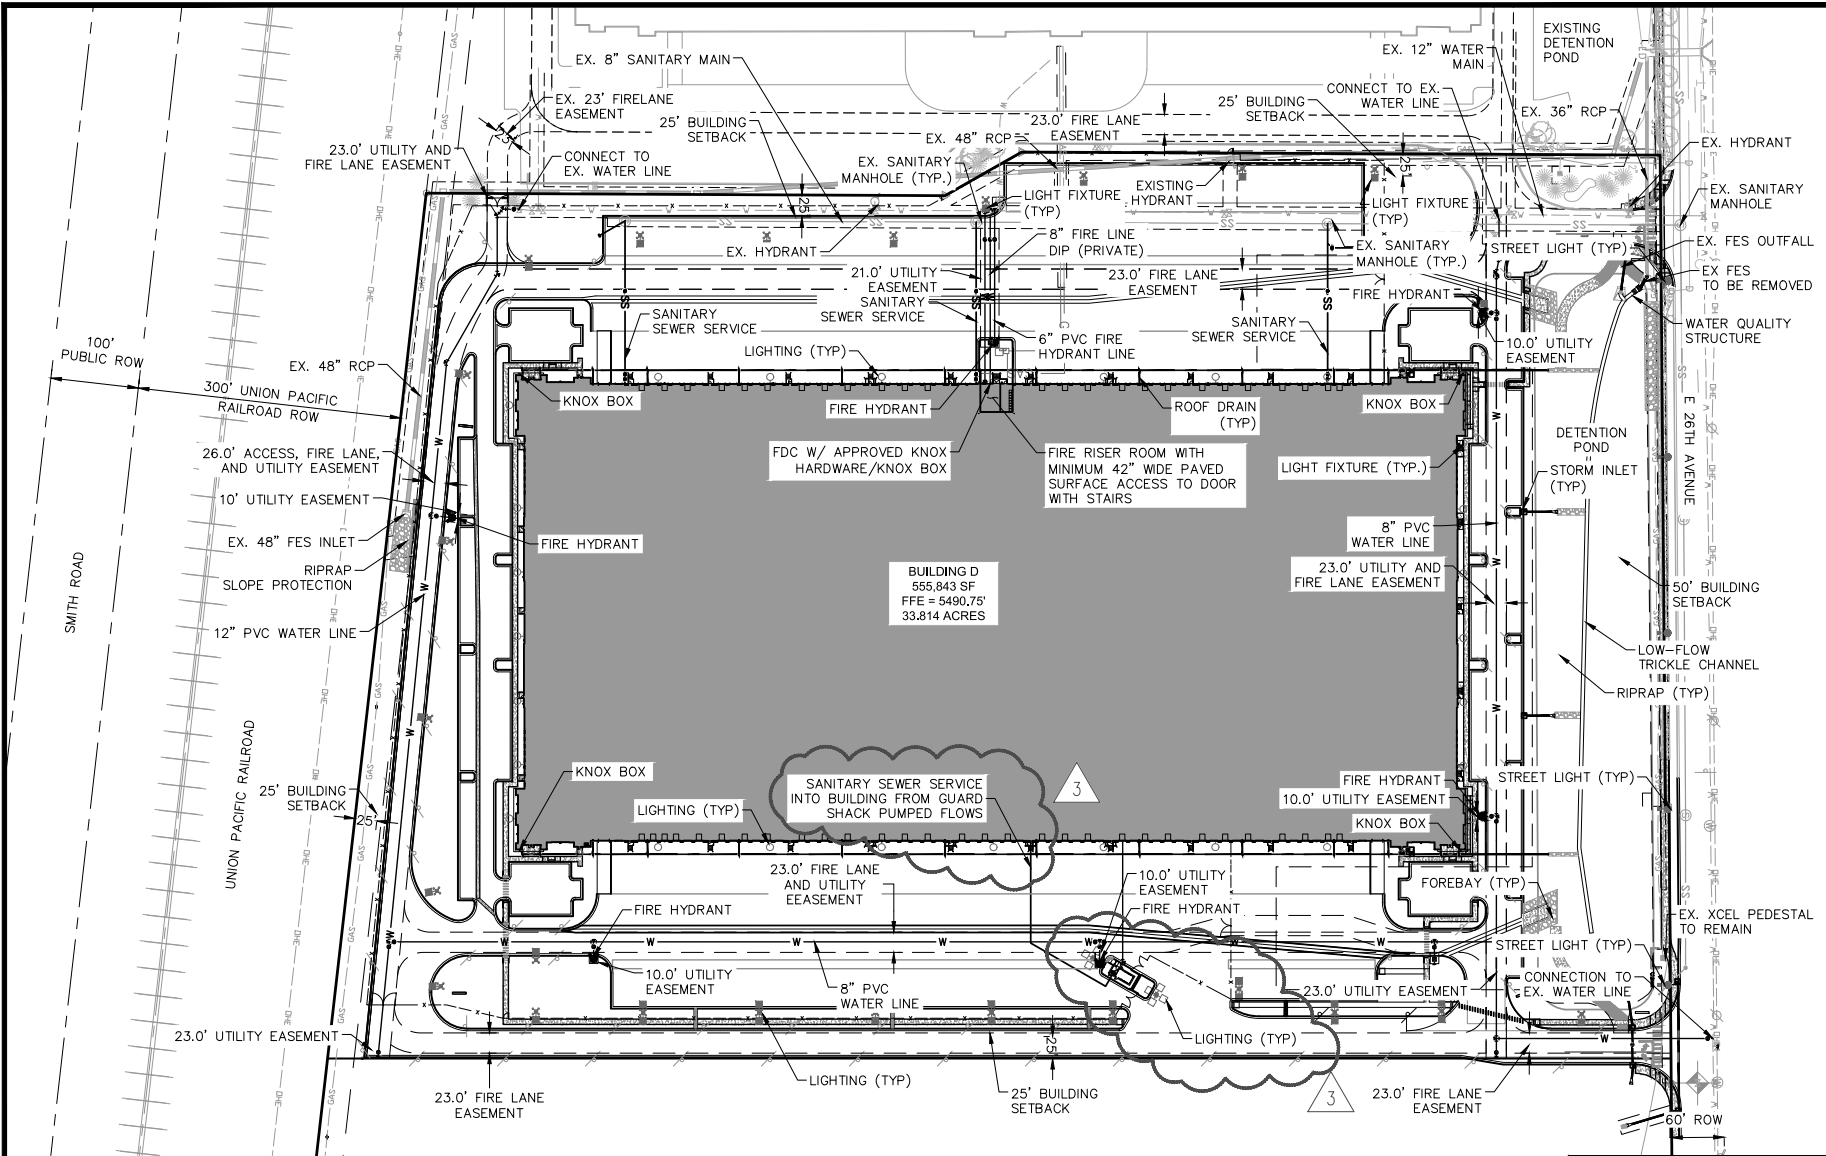 EXISTING
DETENTION
POND
EX. 8" SANITARY MAIN
EX. 12" WATER
MAIN
EX. 23' FIRELANE
EASEMENT
25' BUILDING
SETBACK
EX. 48" RCP
23.0' FIRE LANE
EASEMENT
25' BUILDING
SETBACK
CONNECT TO EX.
WATER LINE
EX. 36" RCP
23.0' UTILITY AND
FIRE LANE EASEMENT
CONNECT TO
EX. WATER LINE
EX. SANITARY
MANHOLE (TYP.)
EX. HYDRANT
LIGHT FIXTURE
(TYP)
EXISTING
HYDRANT
LIGHT FIXTURE
(TYP)
EX. SANITARY
MANHOLE
EX. HYDRANT
8" FIRE LINE
DIP (PRIVATE)
EX. SANITARY
MANHOLE (TYP.)
STREET LIGHT (TYP)
EX. FES OUTFALL
EX FES
TO BE REMOVED
21.0' UTILITY
EASEMENT
SANITARY
SEWER SERVICE
23.0' FIRE LANE
EASEMENT
FIRE HYDRANT
WATER QUALITY
STRUCTURE
SANITARY
SEWER SERVICE
6" PVC FIRE
HYDRANT LINE
SANITARY
SEWER SERVICE
10.0' UTILITY
EASEMENT
100'
PUBLIC ROW
EX. 48" RCP
LIGHTING (TYP)
300' UNION PACIFIC
RAILROAD ROW
KNOX BOX
FIRE HYDRANT
ROOF DRAIN
(TYP)
KNOX BOX
26.0' ACCESS, FIRE LANE,
AND UTILITY EASEMENT
FDC W/ APPROVED KNOX
HARDWARE/KNOX BOX
FIRE RISER ROOM WITH
MINIMUM 42" WIDE PAVED
SURFACE ACCESS TO DOOR
WITH STAIRS
LIGHT FIXTURE (TYP.)
DETENTION
POND
STORM INLET
(TYP)
E 26TH AVENUE
10' UTILITY EASEMENT
EX. 48" FES INLET
FIRE HYDRANT
8" PVC
WATER LINE
RIPRAP
SLOPE PROTECTION
BUILDING D
555,843 SF
FFE = 5490.75'
33.814 ACRES
23.0' UTILITY AND
FIRE LANE EASEMENT
50' BUILDING
SETBACK
SMITH ROAD
12" PVC WATER LINE
LOW-FLOW
TRICKLE CHANNEL
RIPRAP (TYP)
UNION PACIFIC RAILROAD
25' BUILDING
SETBACK
25'
KNOX BOX
LIGHTING (TYP)
SANITARY SEWER SERVICE
INTO BUILDING FROM GUARD
SHACK PUMPED FLOWS
3
FIRE HYDRANT
10.0' UTILITY EASEMENT
KNOX BOX
STREET LIGHT (TYP)
23.0' FIRE LANE
AND UTILITY
EEASEMENT
10.0' UTILITY
EASEMENT
FIRE HYDRANT
FOREBAY (TYP)
FIRE HYDRANT
EX. XCEL PEDESTAL
TO REMAIN
STREET LIGHT (TYP)
10.0' UTILITY
EASEMENT
8" PVC
WATER LINE
23.0' UTILITY EASEMENT
CONNECTION TO
EX. WATER LINE
23.0' UTILITY EASEMENT
LIGHTING (TYP)
25'
LIGHTING (TYP)
23.0' FIRE LANE
EASEMENT
25' BUILDING
SETBACK
3
23.0' FIRE LANE
EASEMENT
60' ROW